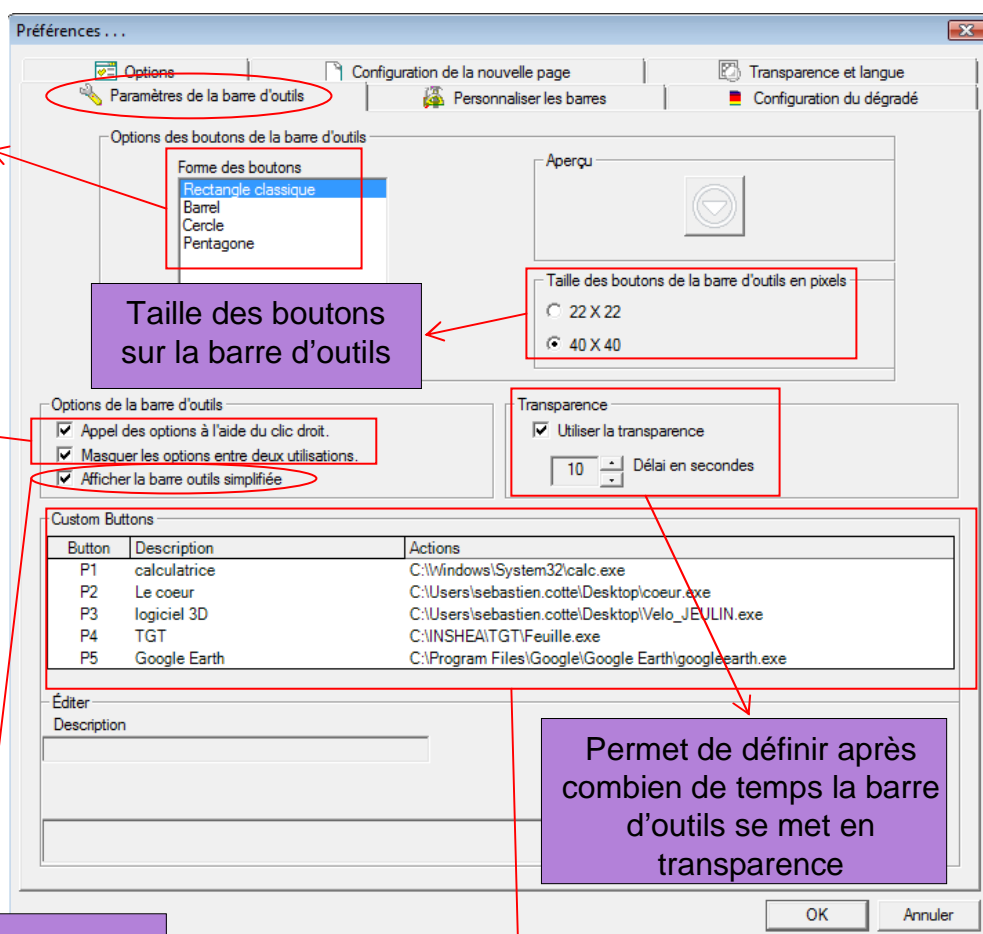 Préférences . . .
Options
Configuration de la nouvelle page
Transparence et langue
Paramètres de la barre d'outils
Personnaliser les barres
Configuration du dégradé
Options des boutons de la barre d'outils
Forme des boutons
Rectangle classique
Barrel
Cercle
Pentagone
Aperçu
Taille des boutons de la barre d'outils en pixels
22 X 22
40 X 40
Taille des boutons
sur la barre d’outils
Options de la barre d'outils
Appel des options à l'aide du clic droit.
Masquer les options entre deux utilisations.
Afficher la barre outils simplifiée
Transparence
Utiliser la transparence
10 Délai en secondes
Custom Buttons
Button Description Actions
P1 calculatrice C:\Windows\System32\calc.exe
P2 Le coeur C:\Users\sebastien.cotte\Desktop\coeur.exe
P3 logiciel 3D C:\Users\sebastien.cotte\Desktop\Velo_JEULIN.exe
P4 TGT C:\INSHEA\TGT\Feuille.exe
P5 Google Earth C:\Program Files\Google\Google Earth\googleearth.exe
Éditer
Description
Permet de définir après
combien de temps la barre
d’outils se met en
transparence
OK
Annuler